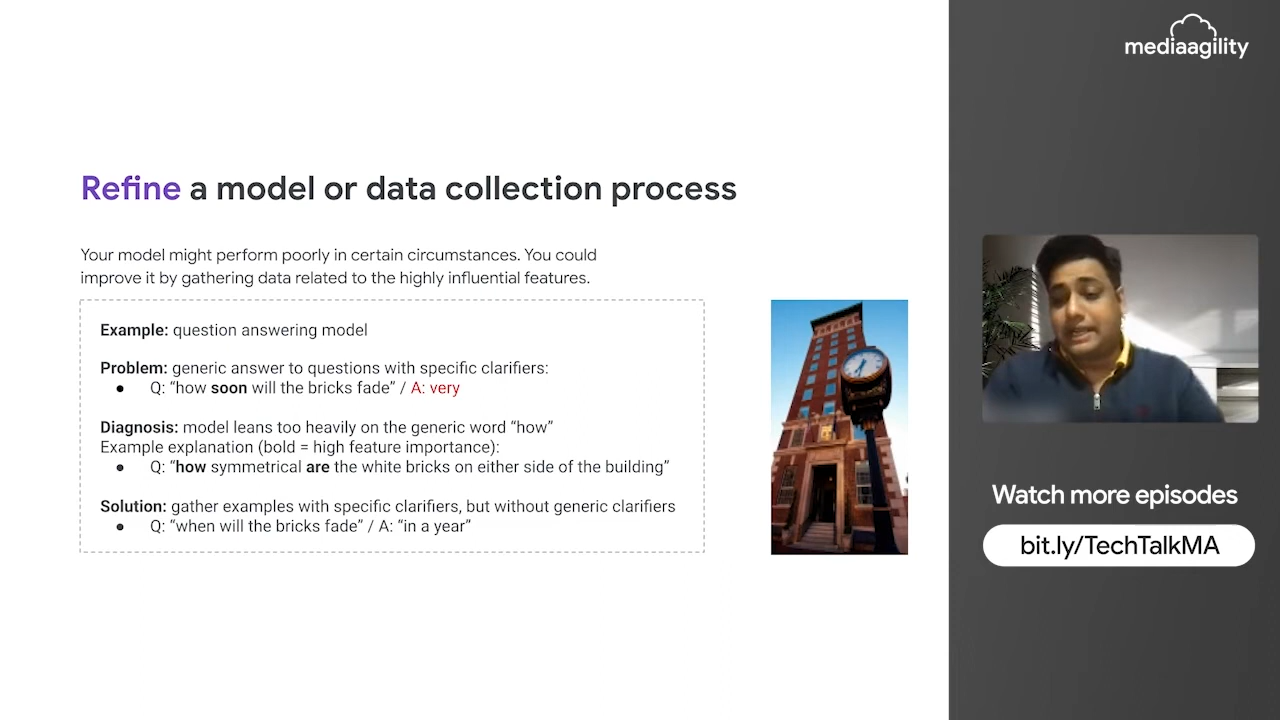 mediaagility
Refine a model or data collection process
Your model might perform poorly in certain circumstances. You could
improve it by gathering data related to the highly influential features.
Example: question answering model
Problem: generic answer to questions with specific clarifiers:
● Q: “how soon will the bricks fade” / A: very
Diagnosis: model leans too heavily on the generic word “how”
Example explanation (bold = high feature importance):
● Q: “how symmetrical are the white bricks on either side of the building”
Solution: gather examples with specific clarifiers, but without generic clarifiers
● Q: “when will the bricks fade” / A: “in a year”
Watch more episodes
bit.ly/TechTalkMA